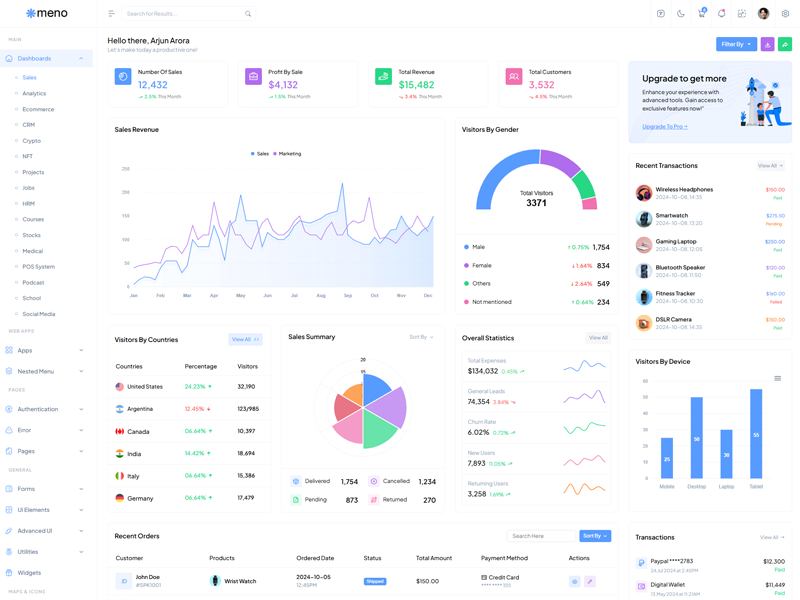 meno
Search for Results...
4
MAIN
Dashboards
Sales
Analytics
Ecommerce
CRM
Crypto
NFT
Projects
Jobs
HRM
Courses
Stocks
Medical
POS System
Podcast
School
Social Media
WEB APPS
Apps
Nested Menu
PAGES
Authentication
Error
Pages
GENERAL
Forms
UI Elements
Advanced UI
Utilities
Widgets
MAPS & ICONS
Hello there, Arjun Arora
Let's make today a productive one!
Filter By
Number Of Sales
12,432
2.5% This Month
Profit By Sale
$4,132
1.5% This Month
Total Revenue
$15,482
3.4% This Month
Total Customers
3,532
4.5% This Month
Upgrade to get more
Enhance your experience with
advanced tools. Gain access to
exclusive features now!"
Upgrade To Pro
Sales Revenue
Sales Marketing
250
200
150
100
50
0
Jan Feb Mar Apr May Jun Jul Aug Sep Oct Nov Dec
Visitors By Gender
Total Visitors
3371
Male 0.75% 1,754
Female 1.64% 834
Others 2.64% 549
Not mentioned 0.64% 234
Recent Transactions
View All
Wireless Headphones $150.00
2024-10-08, 14:35 Paid
Smartwatch $275.50
2024-10-08, 13:20 Pending
Gaming Laptop $250.00
2024-10-08, 12:05 Paid
Bluetooth Speaker $120.00
2024-10-08, 11:50 Paid
Fitness Tracker $160.00
2024-10-08, 10:30 Failed
DSLR Camera $150.00
2024-10-08, 14:35 Paid
Visitors By Countries
View All
Countries Percentage Visitors
United States 24.23% 32,190
Argentina 12.45% 123/985
Canada 06.64% 10,397
India 14.42% 18,694
Italy 06.64% 15,386
Germany 06.64% 17,479
Sales Summary
Sort By
20
15
Delivered 1,754
Cancelled 1,234
Pending 873
Returned 270
Overall Statistics
View All
Total Expenses
$134,032 0.45%
General Leads
74,354 3.84%
Churn Rate
6.02% 0.72%
New Users
7,893 0.05%
Returning Users
3,258 1.69%
Visitors By Device
60
50
40
30
20
10
0
25
50
30
55
Mobile Desktop Laptop Tablet
Recent Orders
Search Here
Sort By
Customer Products Ordered Date Status Total Amount Payment Method Actions
JD
John Doe
#SPK1001
Wrist Watch
2024-10-05
12:45PM
Shipped
$150.00
Credit Card
Transactions
View All
Paypal ****2783 $12,300
24,Jul 2024 at 2:45PM Paid
Digital Wallet $11,449
Paid